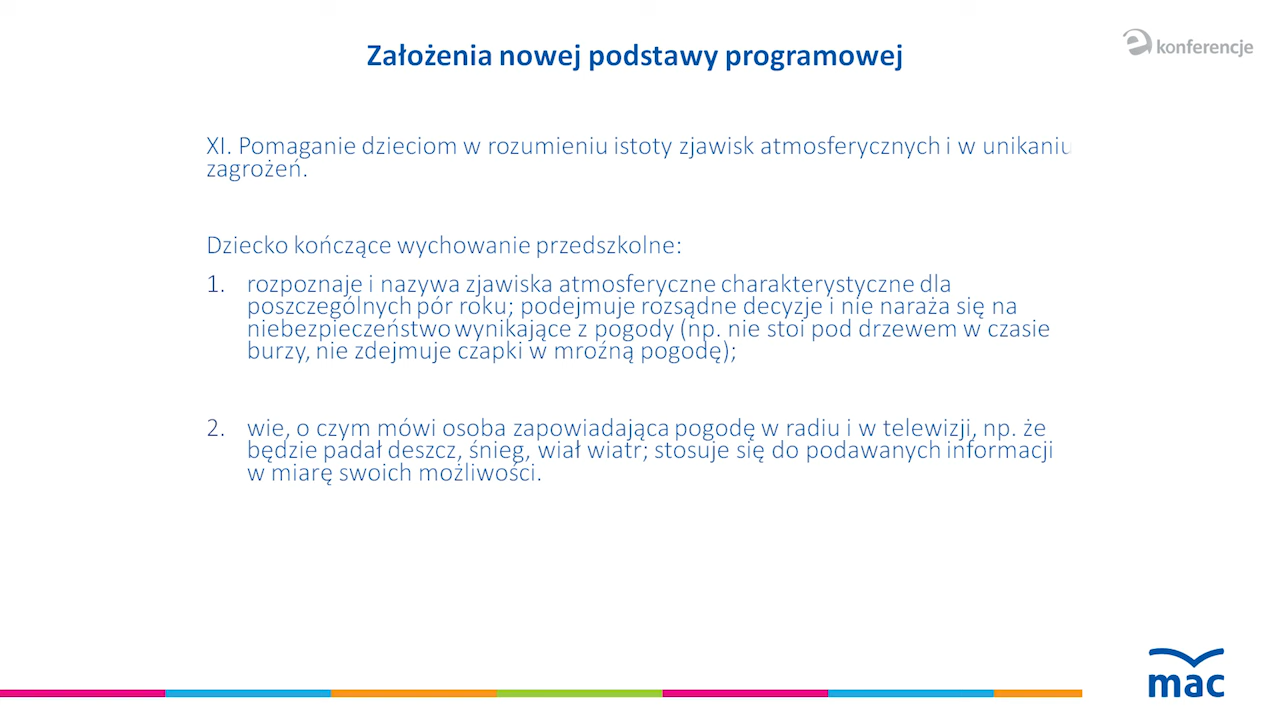 Założenia nowej podstawy programowej
e konferencje
XI. Pomaganie dzieciom w rozumieniu istoty zjawisk atmosferycznych i w unikaniu
zagrożeń.
Dziecko kończące wychowanie przedszkolne:
1. rozpoznaje i nazywa zjawiska atmosferyczne charakterystyczne dla
poszczególnych pór roku; podejmuje rozsądne decyzje i nie naraża się na
niebezpieczeństwo wynikające z pogody (np. nie stoi pod drzewem w czasie
burzy, nie zdejmuje czapki w mroźną pogodę);
2. wie, o czym mówi osoba zapowiadająca pogodę w radiu i w telewizji, np. że
będzie padał deszcz, śnieg, wiał wiatr; stosuje się do podawanych informacji
w miarę swoich możliwości.
mac